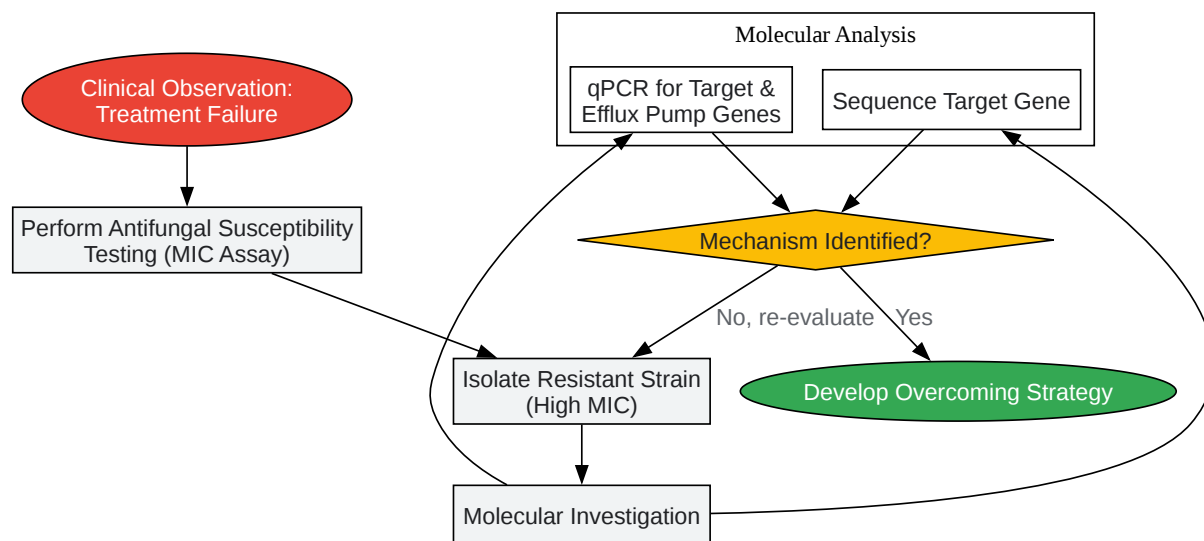 Molecular Analysis
Clinical Observation:
Treatment Failure
qPCR for Target &
Efflux Pump Genes
Sequence Target Gene
Perform Antifungal Susceptibility
Testing (MIC Assay)
Mechanism Identified?
No, re-evaluate
Yes
Isolate Resistant Strain
(High MIC)
Develop Overcoming Strategy
Molecular Investigation